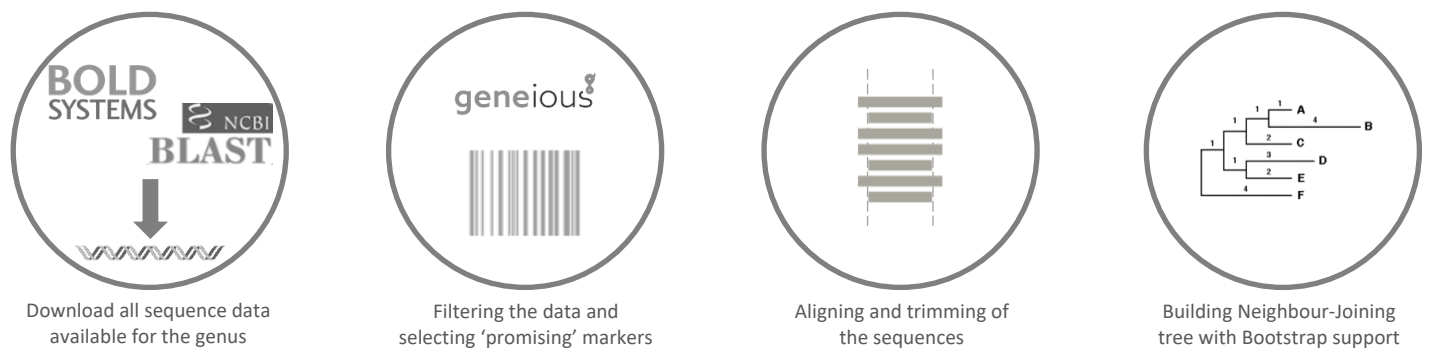 BOLD
SYSTEMS
NCBI
BLAST
Download all sequence data
available for the genus
geneious
Filtering the data and
selecting ‘promising’ markers
Aligning and trimming of
the sequences
1
A
1
4
B
1
2
C
1
3
D
1
2
E
4
F
Building Neighbour-Joining
tree with Bootstrap support